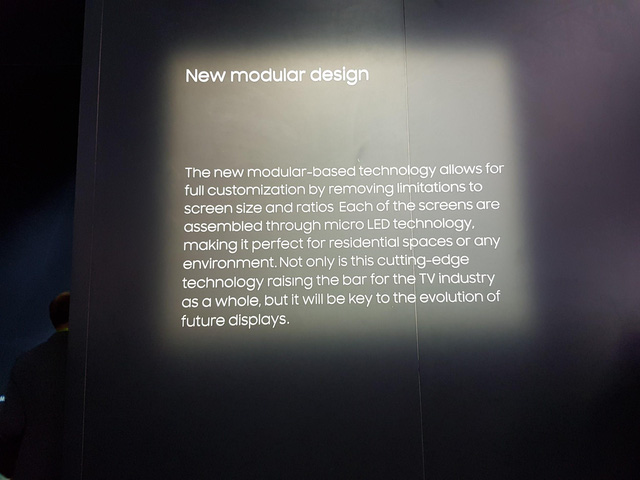 New modular design
The new modular-based technology allows for
full customization by removing limitations to
screen size and ratios Each of the screens are
assembled through micro LED technology,
making it perfect for residential spaces or any
environment. Not only is this cutting-edge
technology raising the bar for the TV industry
as a whole, but it will be key to the evolution of
future displays.